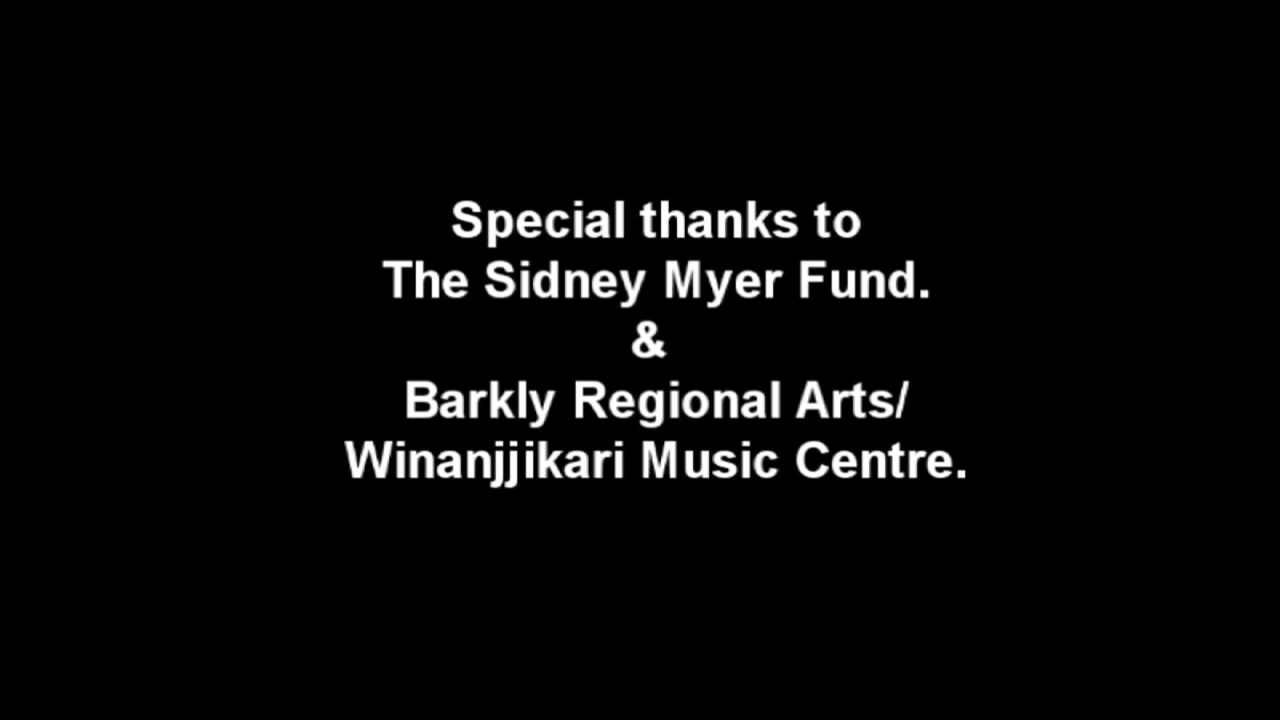 Special thanks to
The Sidney Myer Fund.
&
Barkly Regional Arts/
Winanjjikari Music Centre.